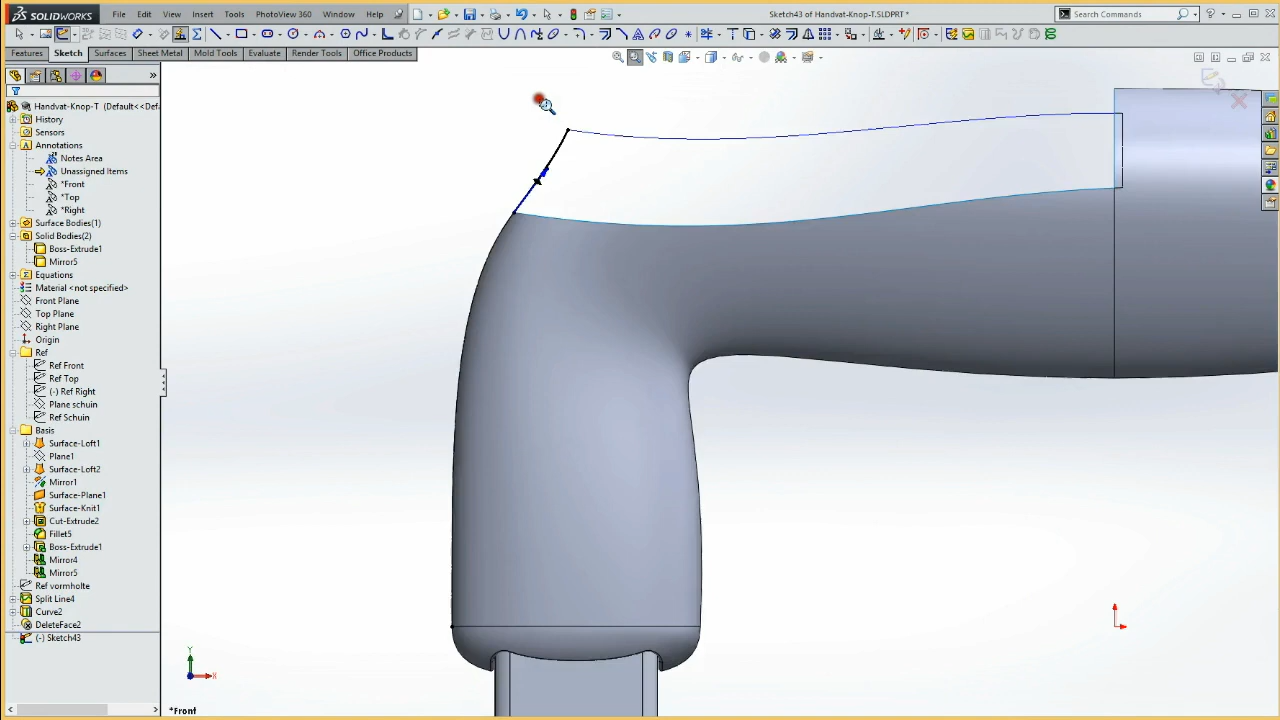 SOLIDWORKS File Edit View Insert Tools PhotoView 360 Window Help Sketch43 of Handvat-Knop-T.SLDPRT * Search Commands
Features Sketch Surfaces Sheet Metal Mold Tools Evaluate Render Tools Office Products
Handvat-Knop-T (Default<<Def
History
Sensors
Annotations
Notes Area
Unassigned Items
*Front
*Top
*Right
Surface Bodies(1)
Solid Bodies(2)
Boss-Extrude1
Mirror5
Equations
Material <not specified>
Front Plane
Top Plane
Right Plane
Origin
Ref
Ref Front
Ref Top
(-) Ref Right
Plane schuin
Ref Schuin
Basis
Surface-Loft1
Plane1
Surface-Loft2
Mirror1
Surface-Plane1
Surface-Knit1
Cut-Extrude2
Fillet5
Boss-Extrude1
Mirror4
Mirror5
Ref vormholte
Split Line4
Curve2
DeleteFace2
(-) Sketch43
Y
X
*Front